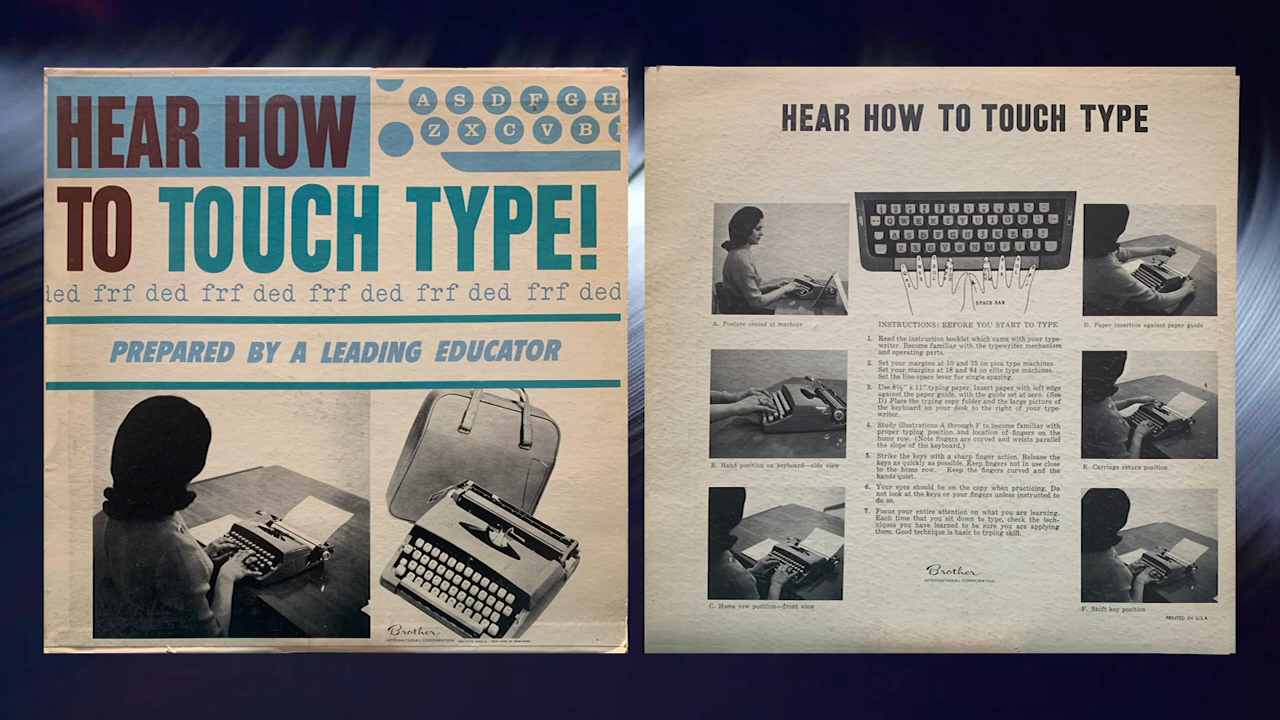 HEAR HOW
TO TOUCH TYPE!
A S D F G H
Z X C V B
ded frf ded frf ded frf ded frf ded frf ded
PREPARED BY A LEADING EDUCATOR
Brother
INTERNATIONAL CORPORATION
HEAR HOW TO TOUCH TYPE
Q W E R T Y U I O P
A S D F G H J K L
Z X C V B N M
SPACE BAR
A. Posture seated at machine
B. Hand position on keyboard—side view
C. Home row position—front view
INSTRUCTIONS: BEFORE YOU START TO TYPE
1. Read the instruction booklet which came with your type-
writer. Become familiar with the typewriter mechanism
and operating parts.
2. Set your margins at 10 and 75 on pica type machines.
Set your margins at 18 and 84 on elite type machines.
Set the line-space lever for single spacing.
3. Use 8½" x 11" typing paper. Insert paper with left edge
against the paper guide, with the guide set at zero. (See
D.) Place the typing copy folder and the large picture of
the keyboard on your desk to the right of your type-
writer.
4. Study illustrations A through F to become familiar with
proper typing position and location of fingers on the
home row. (Note fingers are curved and wrists parallel
the slope of the keyboard.)
5. Strike the keys with a sharp finger action. Release the
keys as quickly as possible. Keep fingers not in use close
to the home row. Keep the fingers curved and the
hands quiet.
6. Your eyes should be on the copy when practicing. Do
not look at the keys or your fingers unless instructed to
do so.
7. Focus your entire attention on what you are learning.
Each time that you sit down to type, check the tech-
niques you have learned to be sure you are applying
them. Good technique is basic to typing skill.
Brother
INTERNATIONAL CORPORATION
D. Paper insertion against paper guide
E. Carriage return position
F. Shift key position
PRINTED IN U.S.A.